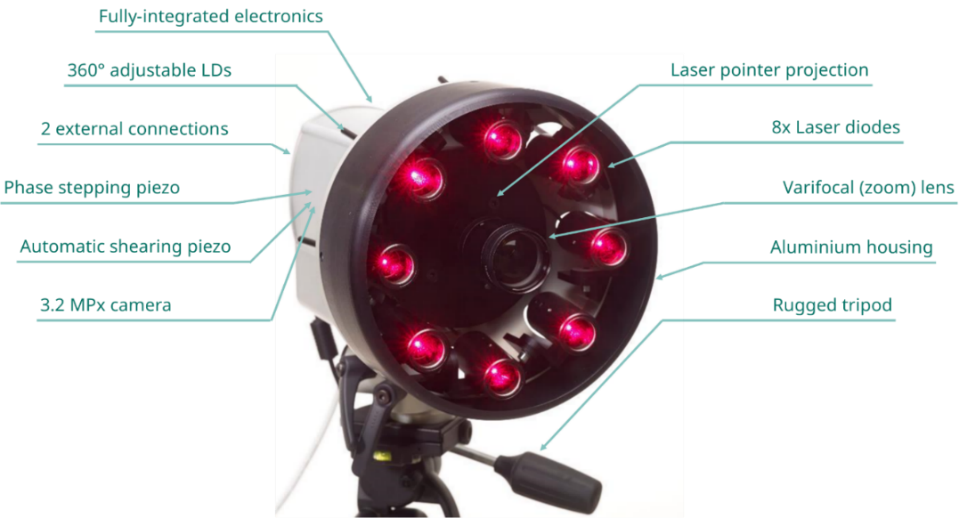 Fully-integrated electronics
360° adjustable LDs
2 external connections
Phase stepping piezo
Automatic shearing piezo
3.2 MPx camera
Laser pointer projection
8x Laser diodes
Varifocal (zoom) lens
Aluminium housing
Rugged tripod